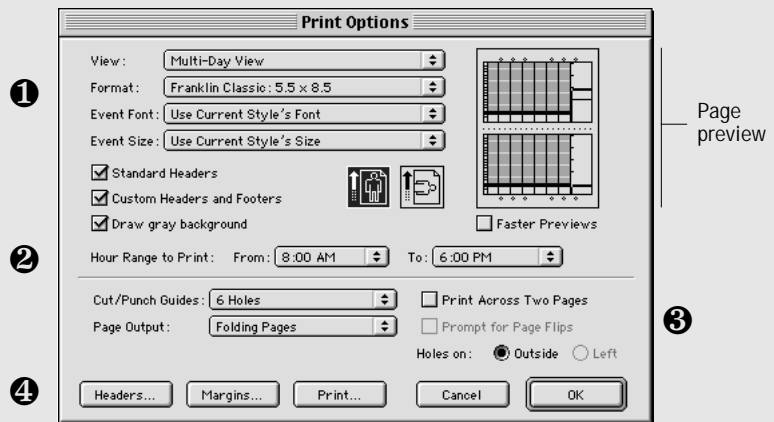 Print Options
View: Multi-Day View
❶
Format: Franklin Classic: 5.5 x 8.5
Page
preview
Event Font: Use Current Style's Font
Event Size: Use Current Style's Size
Standard Headers
Custom Headers and Footers
Draw gray background
Faster Previews
❷
Hour Range to Print: From: 8:00 AM To: 6:00 PM
Cut/Punch Guides: 6 Holes
Print Across Two Pages
❸
Page Output: Folding Pages
Prompt for Page Flips
Holes on: Outside Left
❹
Headers... Margins... Print... Cancel OK